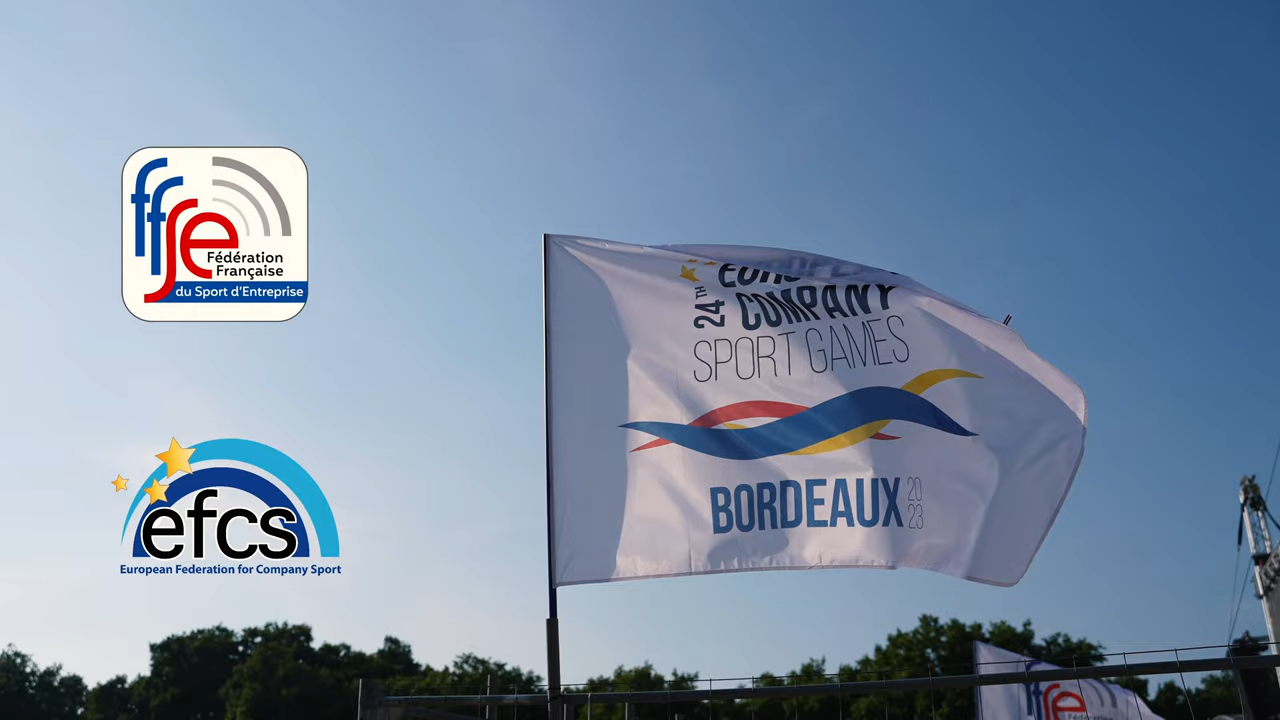 ffse
Fédération
Française
du Sport d'Entreprise
efcs
European Federation for Company Sport
24TH
COMPANY
SPORT GAMES
BORDEAUX
20
23
ffse